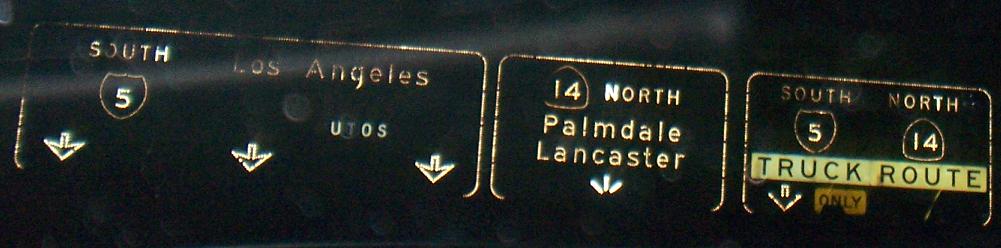 SOUTH
5
Los Angeles
UTOS
14 NORTH
Palmdale
Lancaster
SOUTH NORTH
5 14
TRUCK ROUTE
ONLY